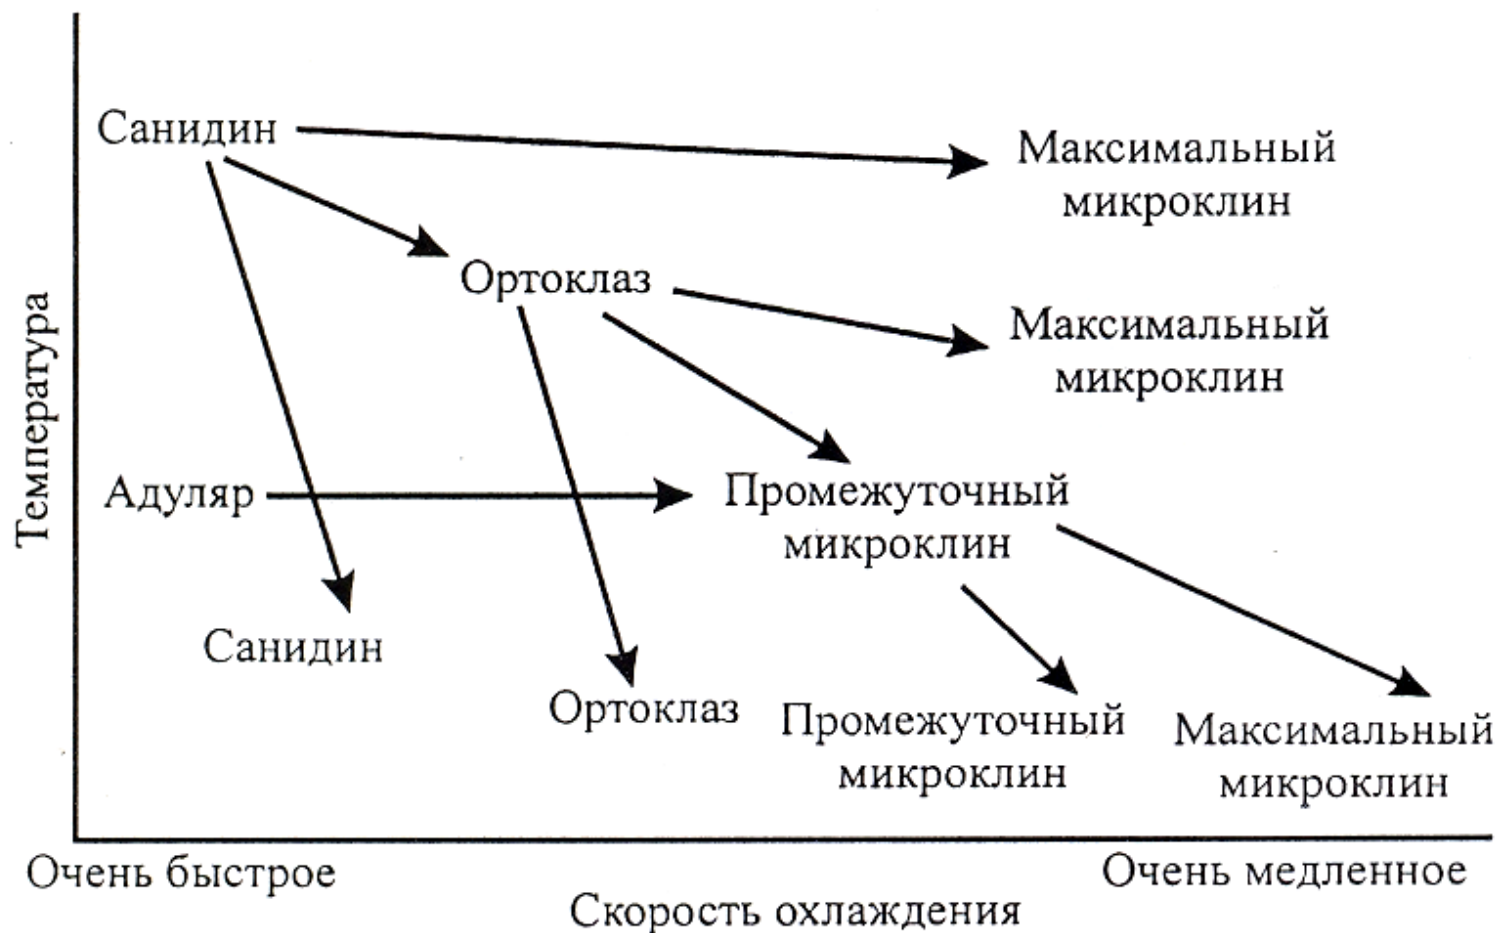 Санидин
Максимальный
микроклин
Ортоклаз
Максимальный
микроклин
Температура
Адуляр
Промежуточный
микроклин
Санидин
Ортоклаз
Промежуточный
микроклин
Максимальный
микроклин
Очень быстрое
Очень медленное
Скорость охлаждения